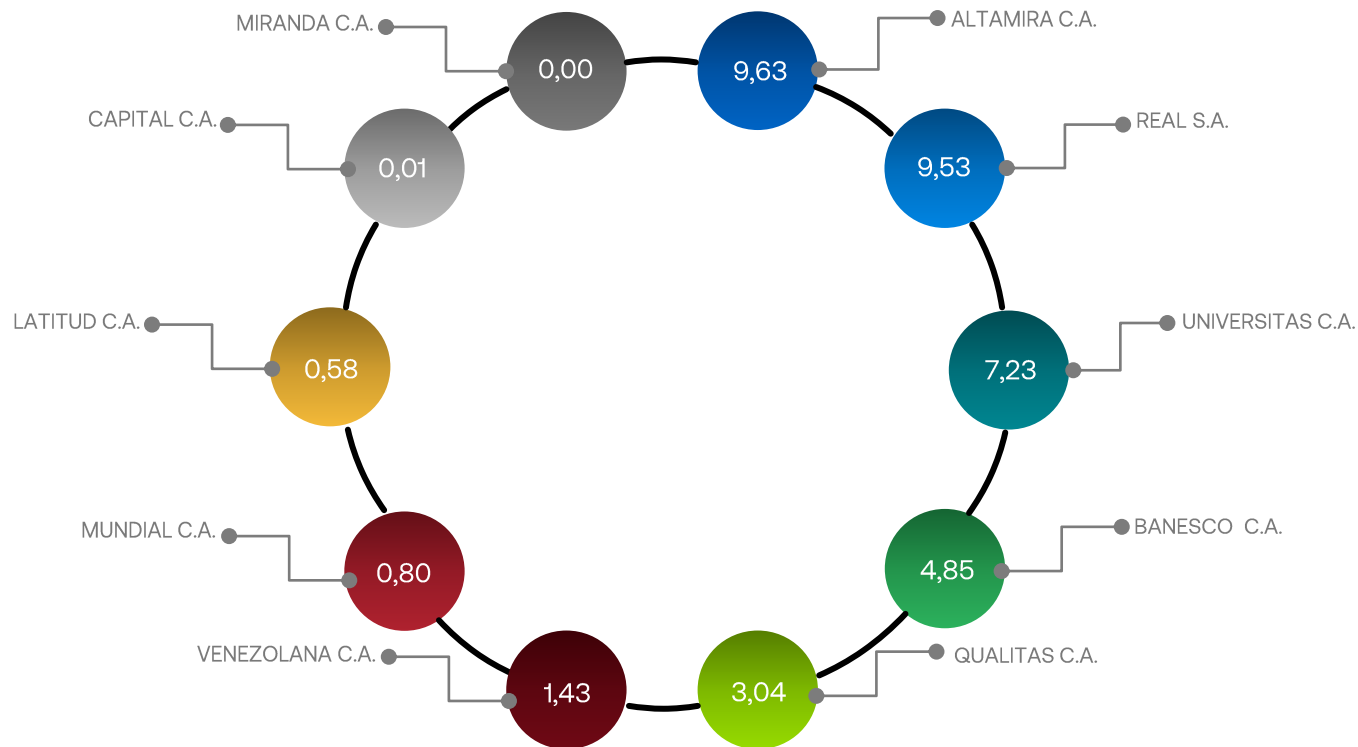 MIRANDA C.A.
0,00
9,63
ALTAMIRA C.A.
CAPITAL C.A.
0,01
9,53
REAL S.A.
LATITUD C.A.
0,58
7,23
UNIVERSITAS C.A.
MUNDIAL C.A.
0,80
4,85
BANESCO C.A.
VENEZOLANA C.A.
1,43
3,04
QUALITAS C.A.